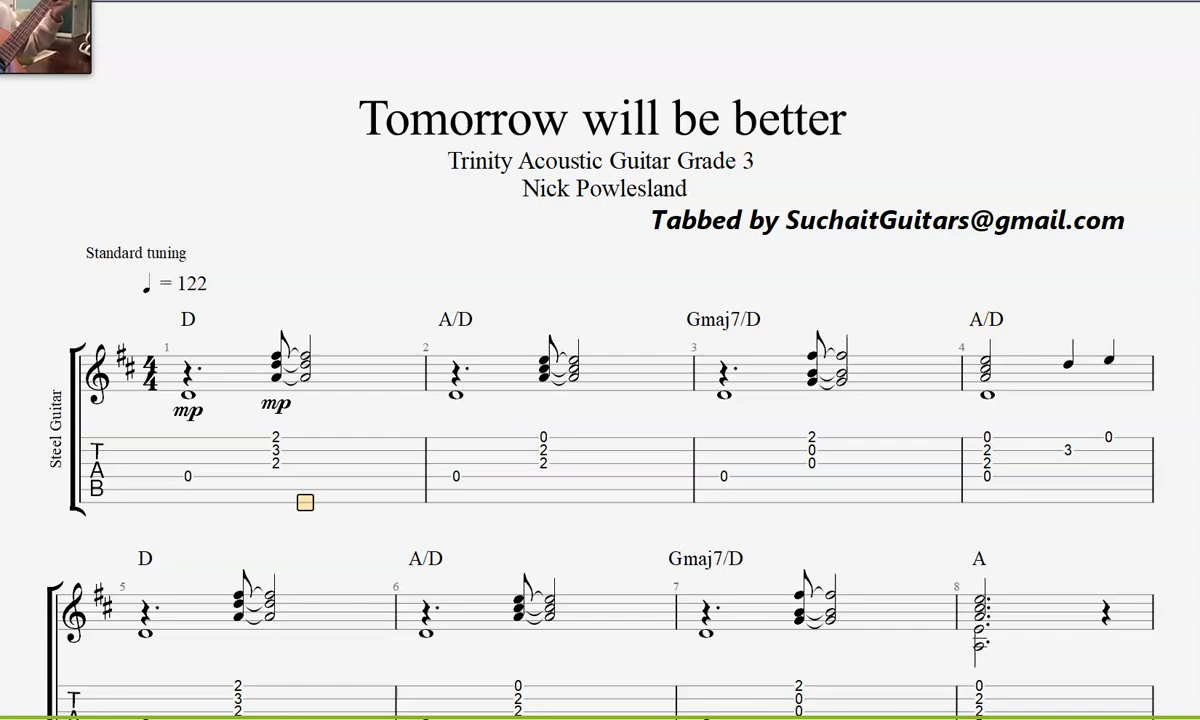 Tomorrow will be better
Trinity Acoustic Guitar Grade 3
Nick Powlesland
Tabbed by SuchaitGuitars@gmail.com
Standard tuning
= 122
D A/D Gmaj7/D A/D
1 2 3 4
4
4
mp mp
Steel Guitar
2 0 2 0 0
T 3 2 0 2 3
2 2 0 2
A 0 0 0 0
B
D A/D Gmaj7/D A
5 6 7 8
2 0 2 0
T 3 2 0 2
2 2 0 2